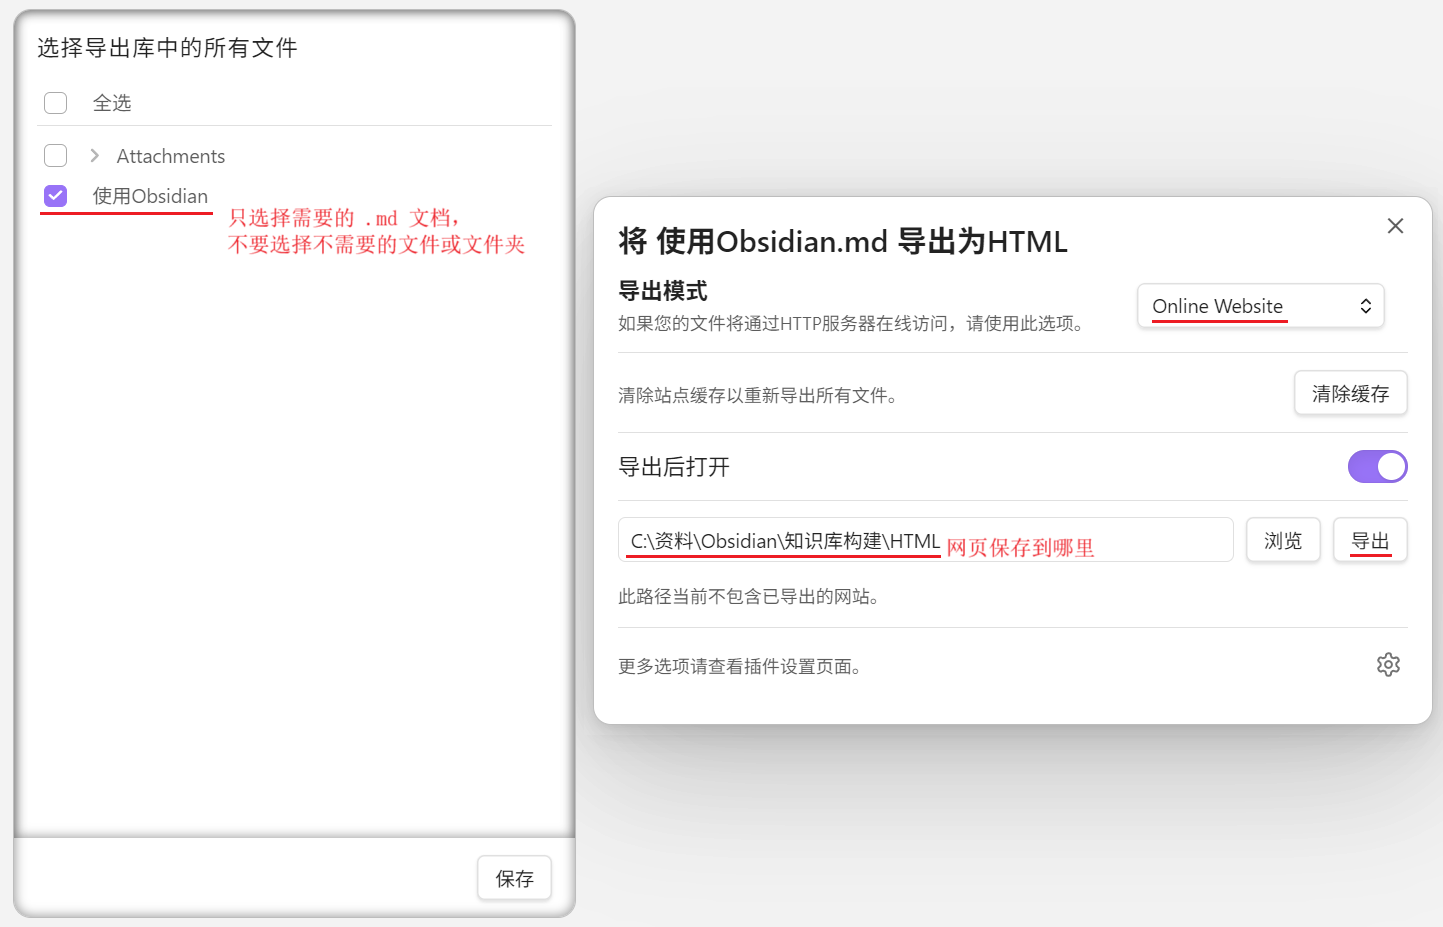 选择导出库中的所有文件
全选
Attachments
使用Obsidian
只选择需要的 .md 文档，
不要选择不需要的文件或文件夹
保存
将 使用Obsidian.md 导出为HTML
导出模式
如果您的文件将通过HTTP服务器在线访问，请使用此选项。
Online Website
清除站点缓存以重新导出所有文件。
清除缓存
导出后打开
C:\资料\Obsidian\知识库构建\HTML
网页保存到哪里
浏览
导出
此路径当前不包含已导出的网站。
更多选项请查看插件设置页面。